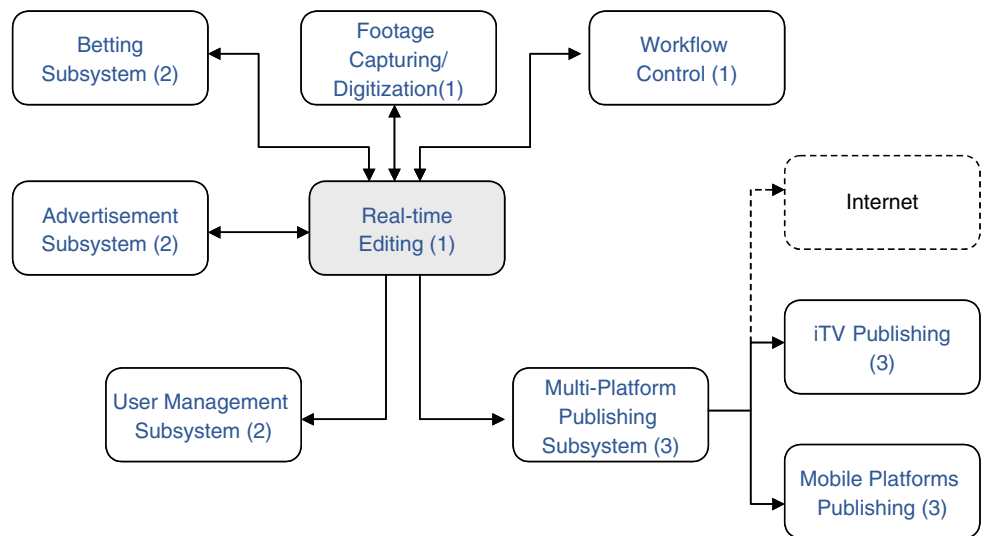 Betting
Subsystem (2)
Footage
Capturing/
Digitization(1)
Workflow
Control (1)
Advertisement
Subsystem (2)
Real-time
Editing (1)
Internet
iTV Publishing
(3)
User Management
Subsystem (2)
Multi-Platform
Publishing
Subsystem (3)
Mobile Platforms
Publishing (3)